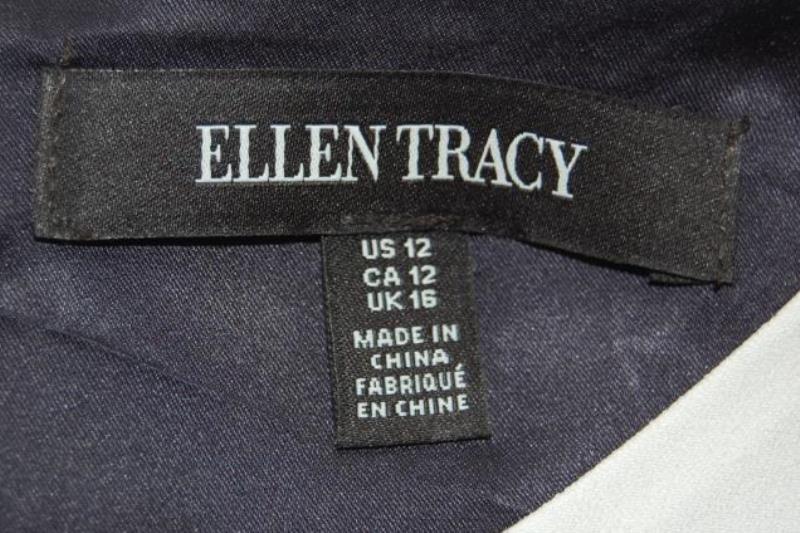 ELLEN TRACY
US 12
CA 12
UK 16
MADE IN
CHINA
FABRIQUÉ
EN CHINE